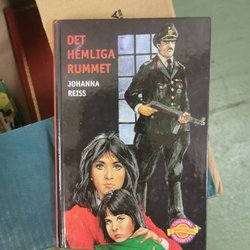 DET
HEMLIGA
RUMMET
JOHANNA
REISS